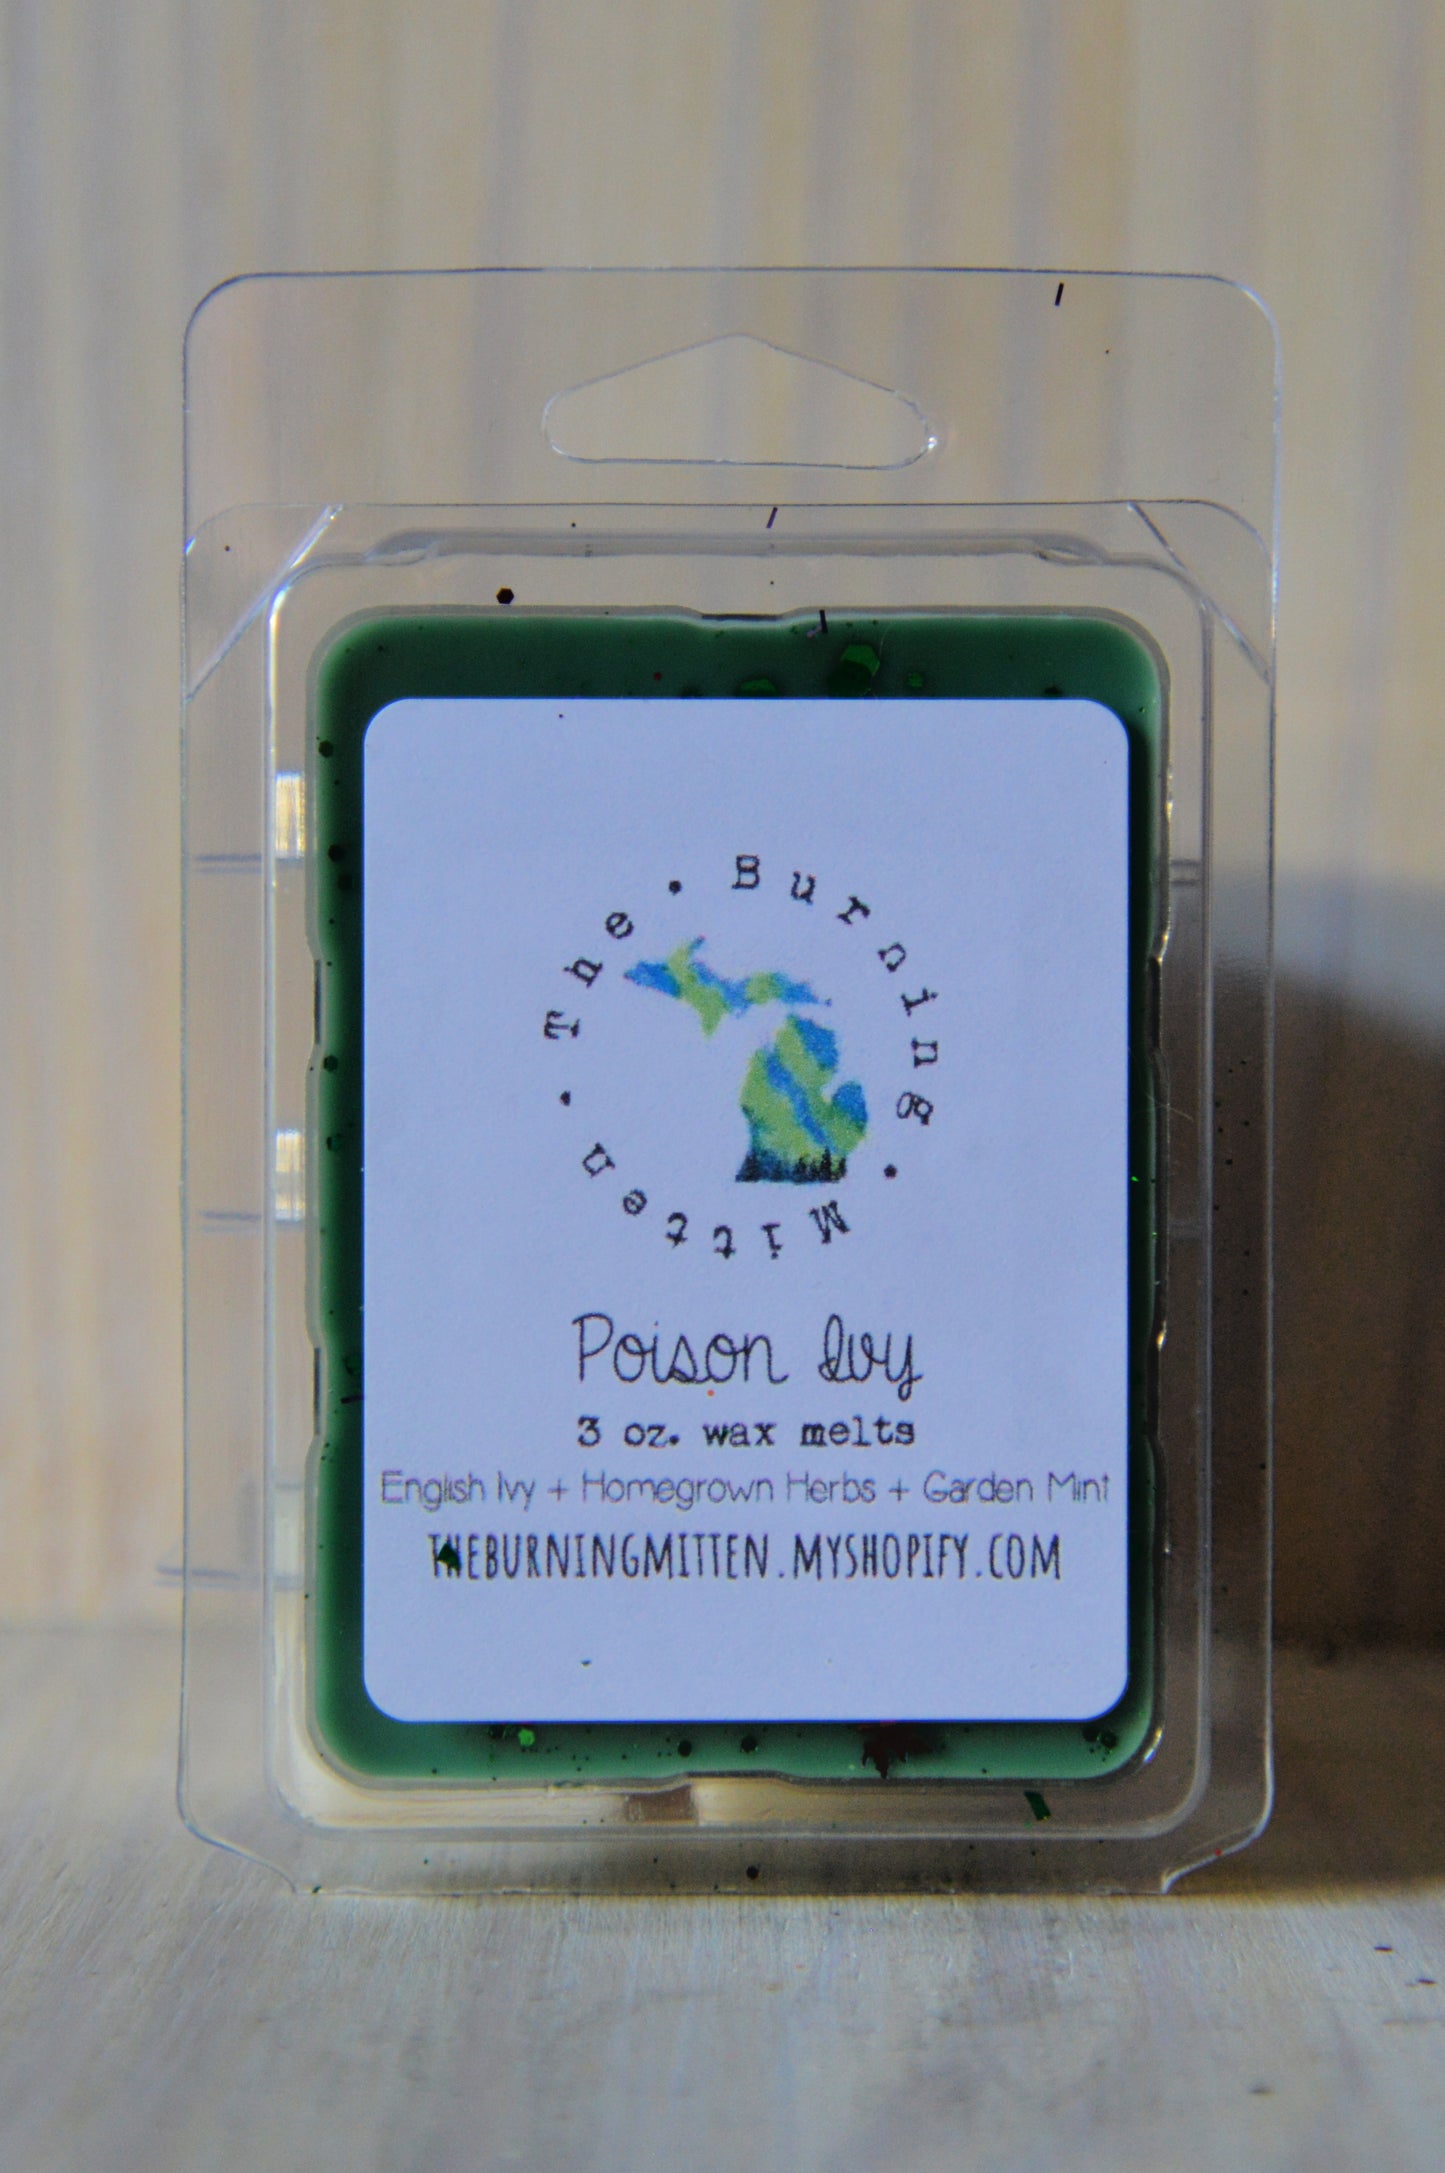 The • Burning • Mitten •
Poison Ivy
3 oz. wax melts
English Ivy + Homegrown Herbs + Garden Mint
THEBURNINGMITTEN.MYSHOPIFY.COM